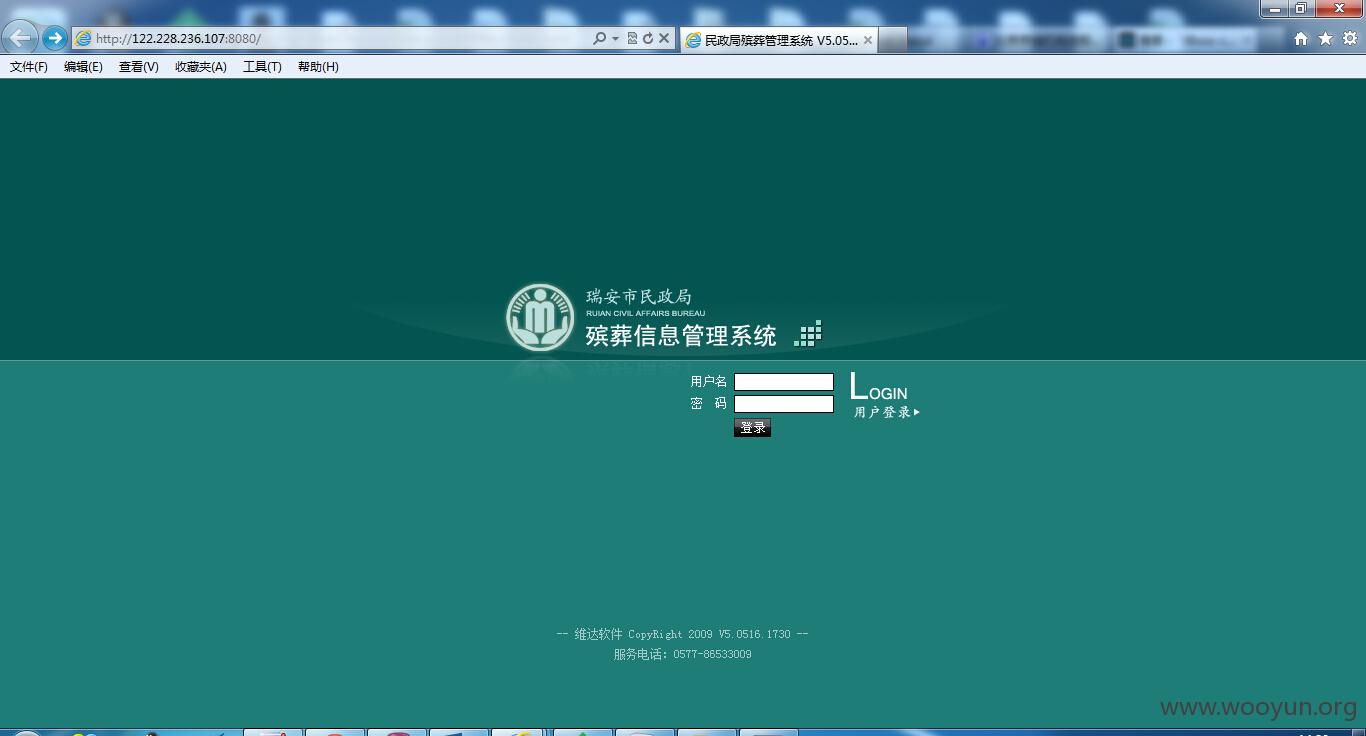 http://122.228.236.107:8080/
民政局殡葬管理系统 V5.05...
文件(F) 编辑(E) 查看(V) 收藏夹(A) 工具(T) 帮助(H)
瑞安市民政局
RUIAN CIVIL AFFAIRS BUREAU
殡葬信息管理系统
用户名
密 码
登录
LOGIN
用户登录
-- 维达软件 CopyRight 2009 V5.0516.1730 --
服务电话: 0577-86533009
www.wooyun.org